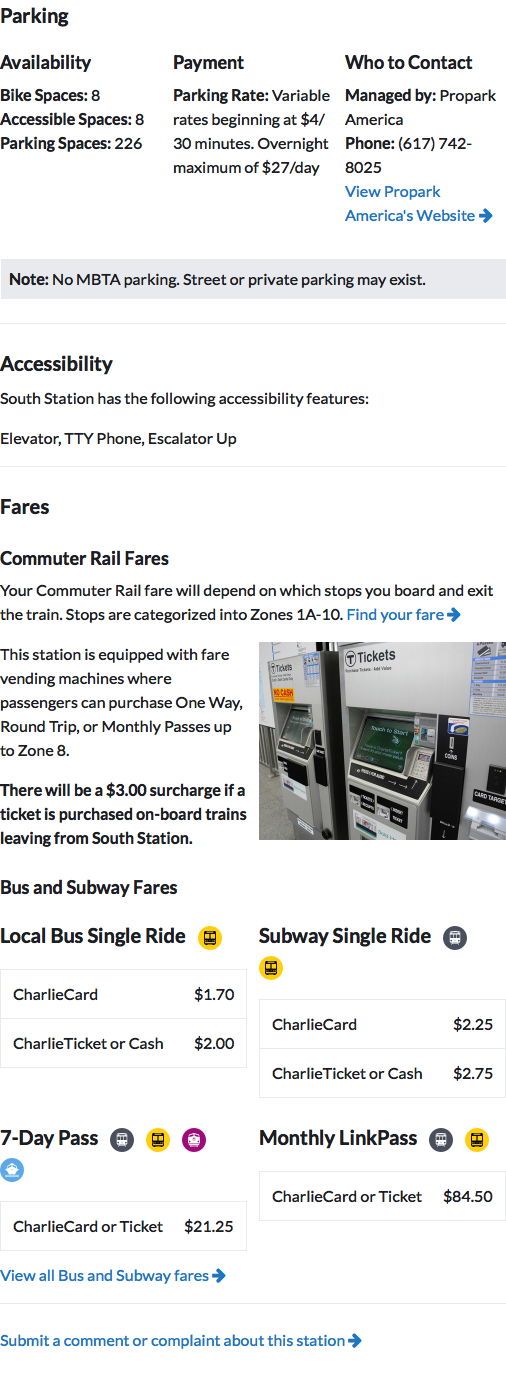 Parking
Availability
Bike Spaces: 8
Accessible Spaces: 8
Parking Spaces: 226
Payment
Parking Rate: Variable
rates beginning at $4/
30 minutes. Overnight
maximum of $27/day
Who to Contact
Managed by: Propark
America
Phone: (617) 742-
8025
View Propark
America's Website
Note: No MBTA parking. Street or private parking may exist.
Accessibility
South Station has the following accessibility features:
Elevator, TTY Phone, Escalator Up
Fares
Commuter Rail Fares
Your Commuter Rail fare will depend on which stops you board and exit
the train. Stops are categorized into Zones 1A-10. Find your fare
This station is equipped with fare
vending machines where
passengers can purchase One Way,
Round Trip, or Monthly Passes up
to Zone 8.
There will be a $3.00 surcharge if a
ticket is purchased on-board trains
leaving from South Station.
T Tickets
NO CASH
T Tickets
Touch to Start
COINS
CARD TARGET
Bus and Subway Fares
Local Bus Single Ride
CharlieCard $1.70
CharlieTicket or Cash $2.00
Subway Single Ride
CharlieCard $2.25
CharlieTicket or Cash $2.75
7-Day Pass
CharlieCard or Ticket $21.25
Monthly LinkPass
CharlieCard or Ticket $84.50
View all Bus and Subway fares
Submit a comment or complaint about this station